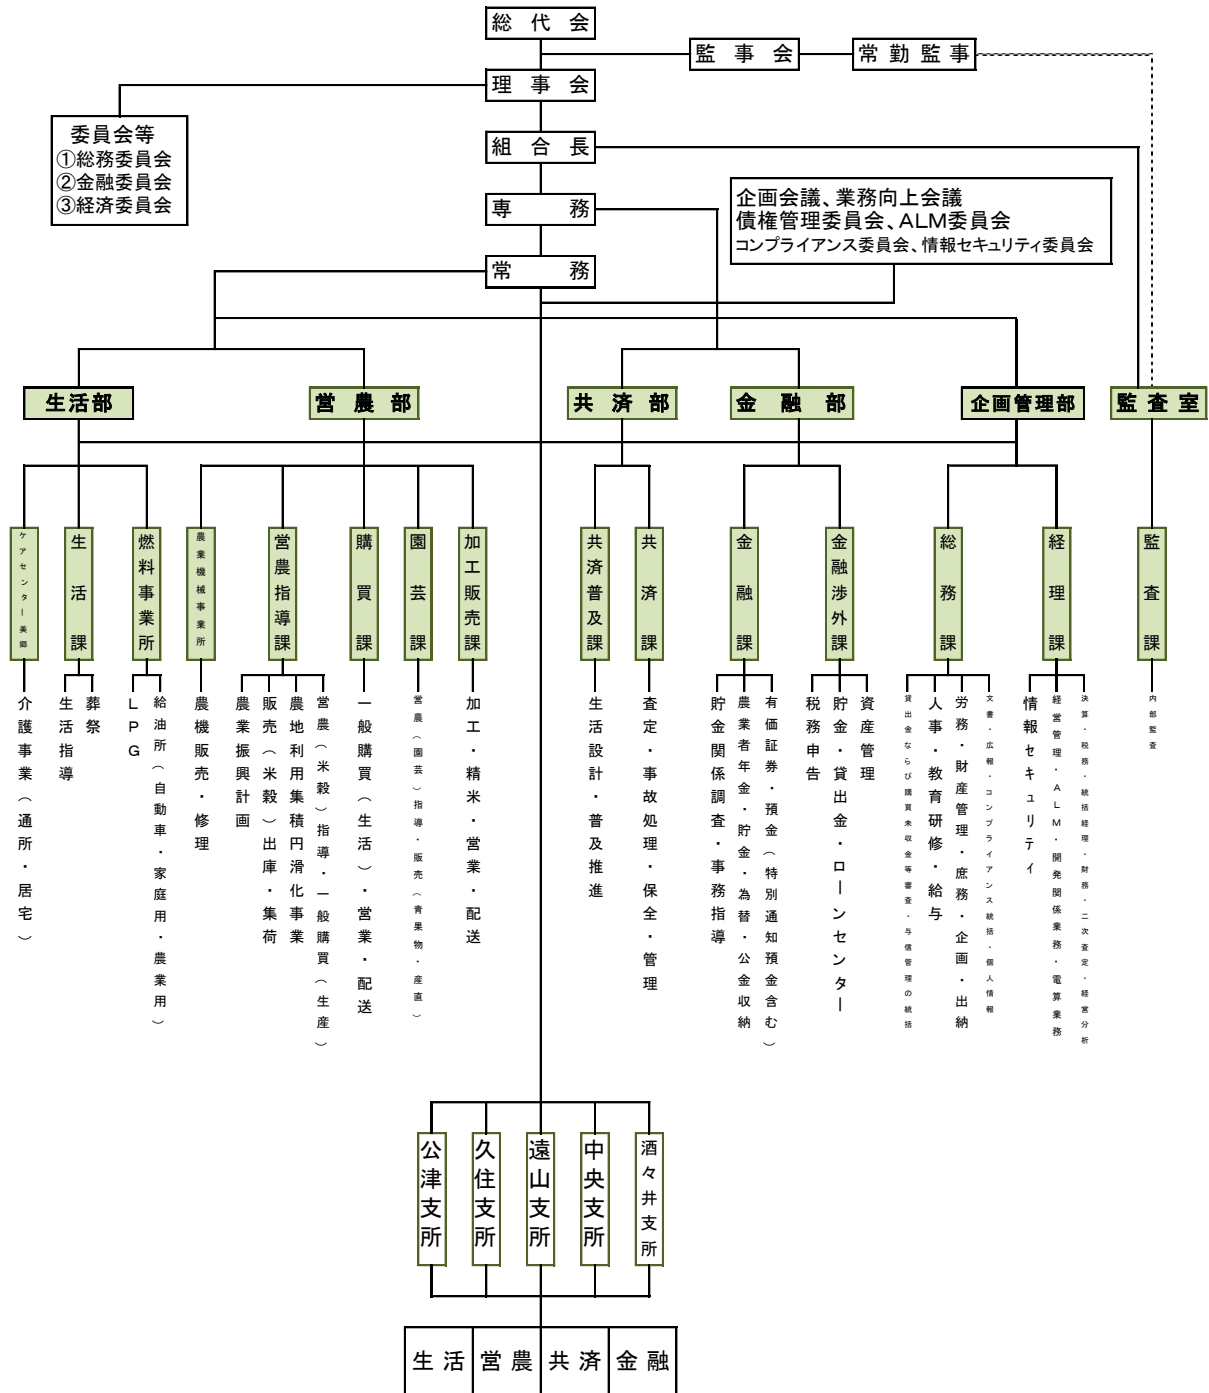 総代会
監事会
常勤監事
理事会
委員会等
①総務委員会
②金融委員会
③経済委員会
組合長
専務
企画会議、業務向上会議
債権管理委員会、ALM委員会
コンプライアンス委員会、情報セキュリティ委員会
常務
生活部
営農部
共済部
金融部
企画管理部
監査室
ケアセンター美郷
生活課
燃料事業所
農業機械事業所
営農指導課
購買課
園芸課
加工販売課
共済普及課
共済課
金融課
金融渉外課
総務課
経理課
監査課
介護事業(通所・居宅)
生活指導
葬祭
LPG
給油所(自動車・家庭用・農業用)
農機販売・修理
農業振興計画
販売(米穀)出庫・集荷
農地利用集積円滑化事業
営農(米穀)指導・一般購買(生産)
一般購買(生活)・営業・配送
営農(園芸)指導・販売(青果物・産直)
加工・精米・営業・配送
生活設計・普及推進
査定・事故処理・保全・管理
貯金関係調査・事務指導
農業者年金・貯金・為替・公金収納
有価証券・預金(特別通知預金含む)
税務申告
貯金・貸出金・ローンセンター
資産管理
貸出金ならび購買未収金等審査・与信管理の統括
人事・教育研修・給与
労務・財産管理・庶務・企画・出納
文書・広報・コンプライアンス統括・個人情報
情報セキュリティ
経営管理・ALM・開発関係業務・電算業務
決算・税務・統括経理・財務・二次査定・経営分析
内部監査
公津支所
久住支所
遠山支所
中央支所
酒々井支所
生活
営農
共済
金融